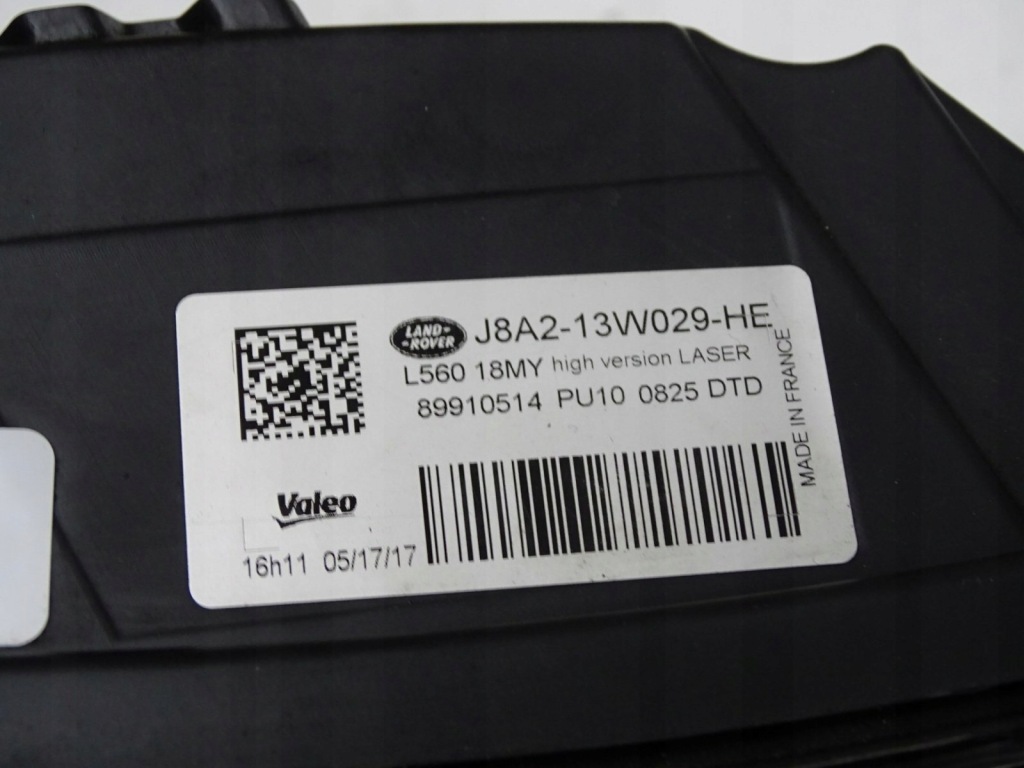 LAND-
-ROVER
J8A2-13W029-HE
L560 18MY high version LASER
89910514 PU10 0825 DTD
MADE IN FRANCE
Valeo
16h11 05/17/17